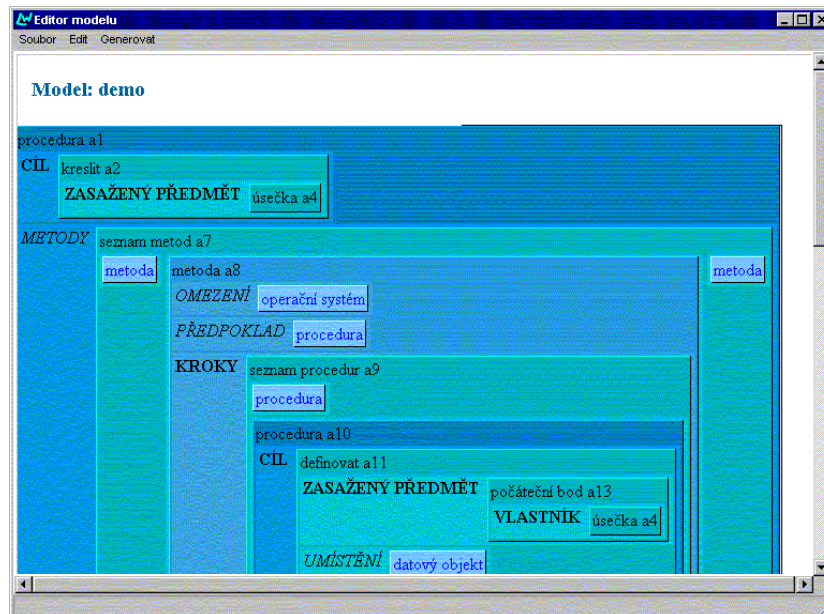 Editor modelu
Soubor Edit Generovat
Model: demo
procedura a1
CÍL kreslit a2
ZASAŽENÝ PŘEDMĚT úsečka a4
METODY seznam metod a7
metoda metoda a8 metoda
OMEZENÍ operační systém
PŘEDPOKLAD procedura
KROKY seznam procedur a9
procedura
procedura a10
CÍL definovat a11
ZASAŽENÝ PŘEDMĚT počáteční bod a13
VLASTNÍK úsečka a4
UMÍSTĚNÍ datový objekt